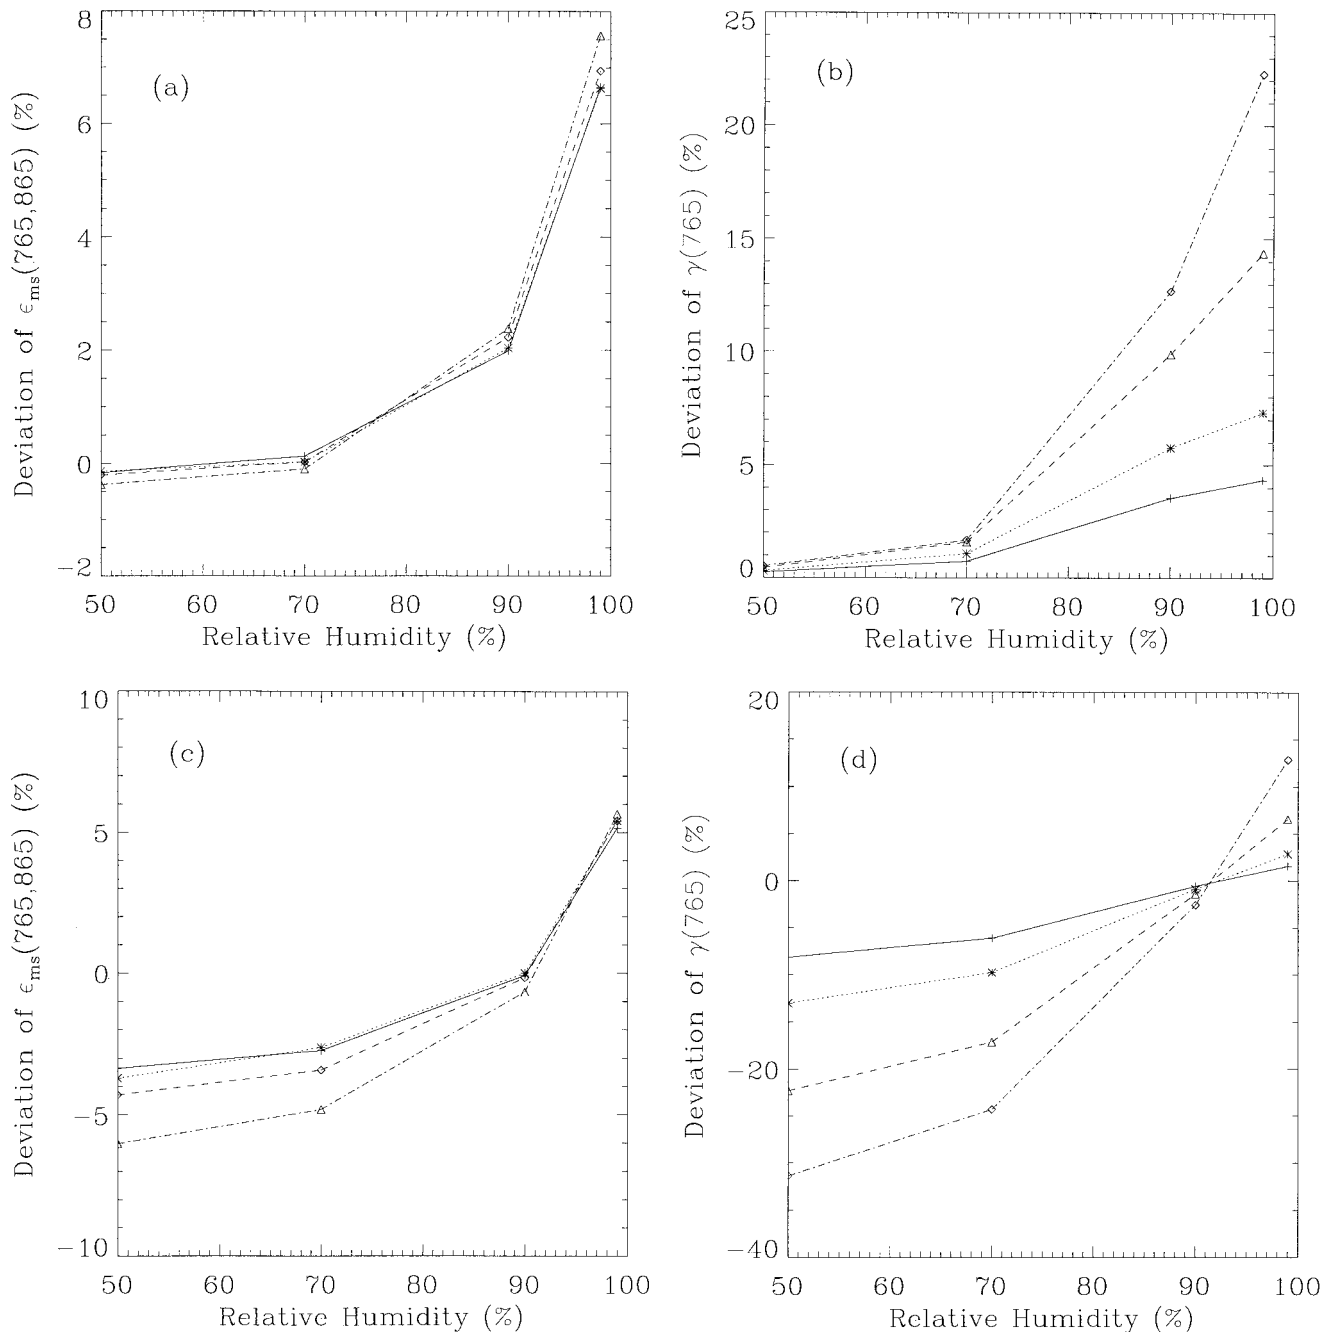 8
6
4
2
0
−2
Deviation of ϵms(765,865) (%)
(a)
50 60 70 80 90 100
Relative Humidity (%)
25
20
15
10
5
0
Deviation of γ(765) (%)
(b)
50 60 70 80 90 100
Relative Humidity (%)
10
5
0
−5
−10
Deviation of ϵms(765,865) (%)
(c)
50 60 70 80 90 100
Relative Humidity (%)
20
0
−20
−40
Deviation of γ(765) (%)
(d)
50 60 70 80 90 100
Relative Humidity (%)